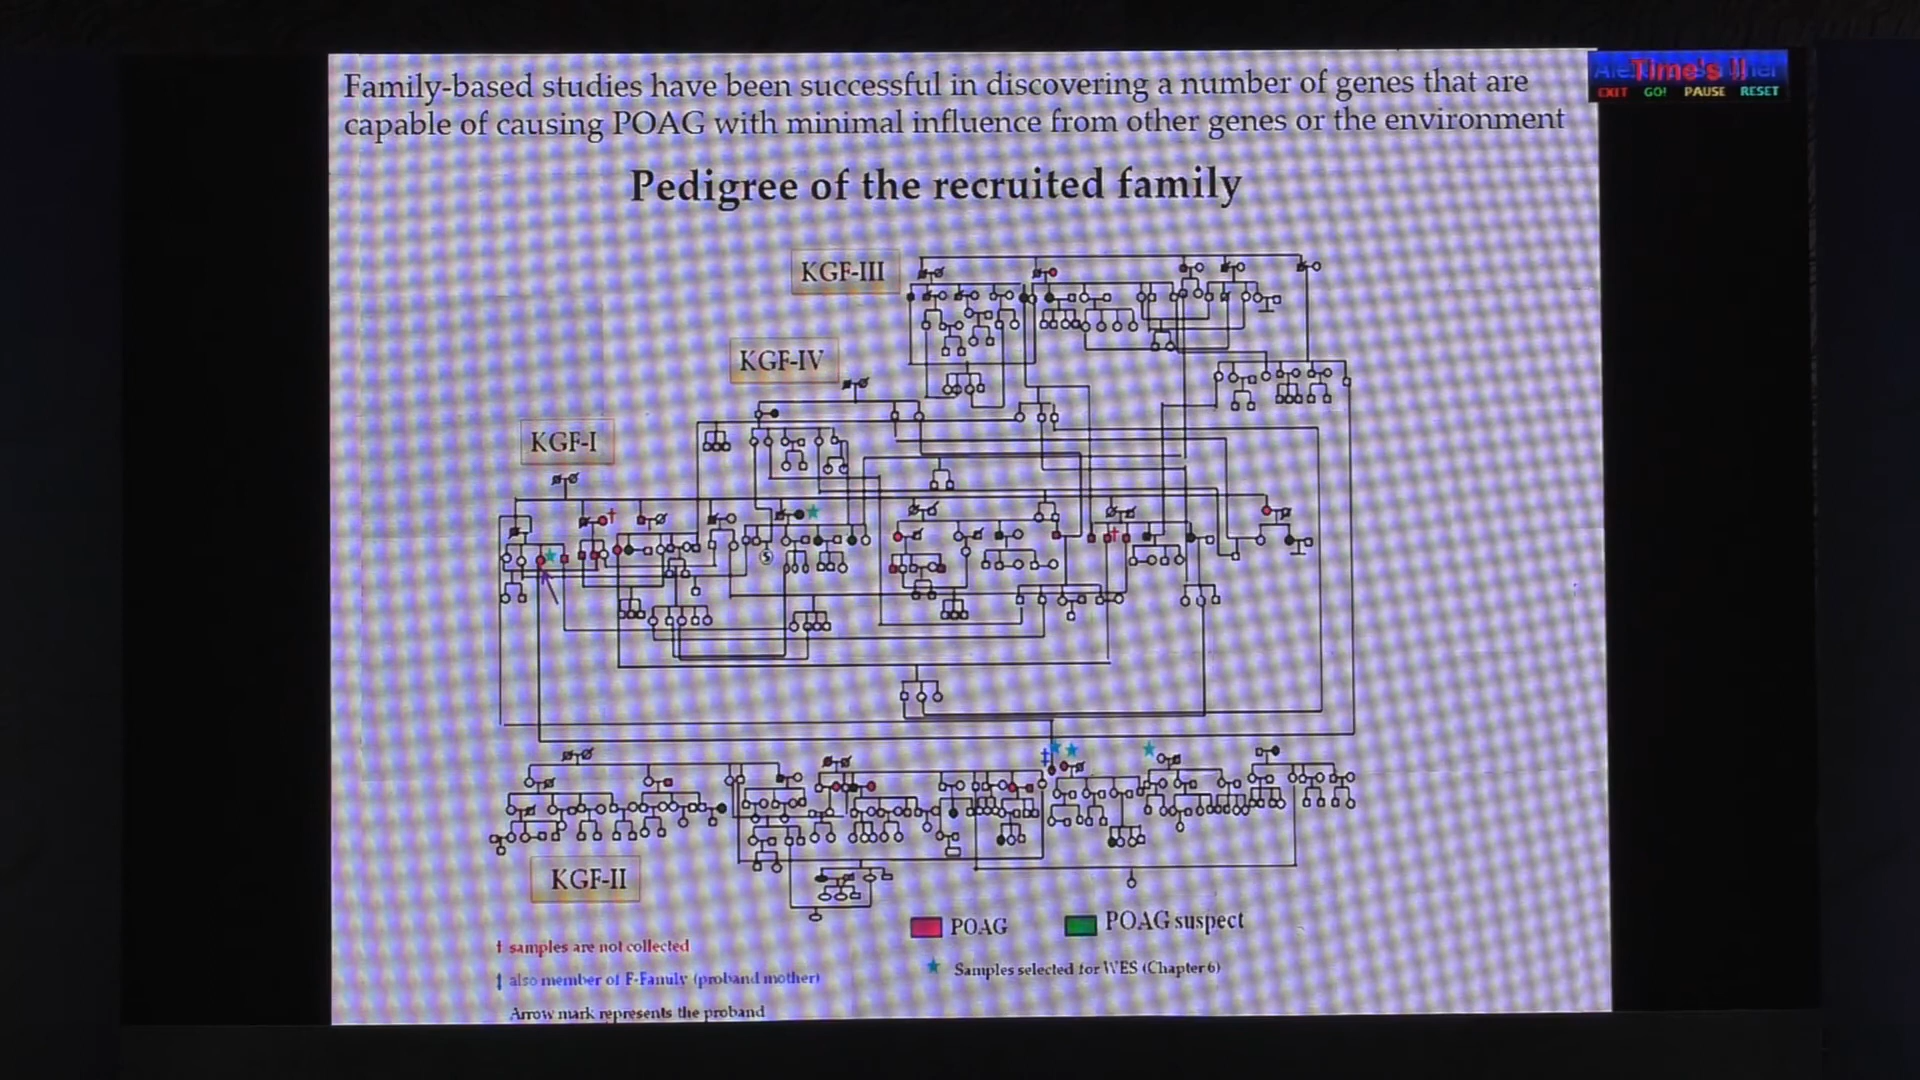 Family-based studies have been successful in discovering a number of genes that are
capable of causing POAG with minimal influence from other genes or the environment
Time's !!
EXIT GO! PAUSE RESET
Pedigree of the recruited family
KGF-III
KGF-IV
KGF-I
5
KGF-II
POAG
POAG suspect
† samples are not collected
‡ also member of F-Family (proband mother)
★ Samples selected for WES (Chapter 6)
Arrow mark represents the proband